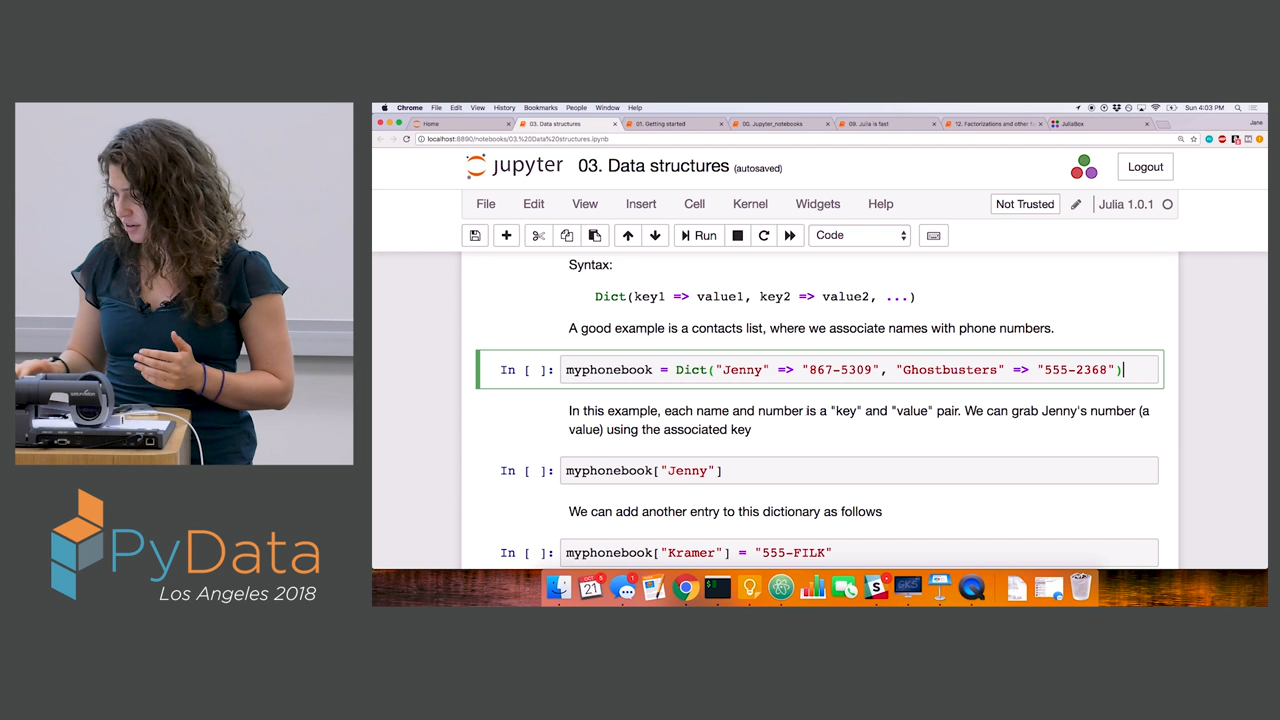 Chrome File Edit View History Bookmarks People Window Help Sun 4:03 PM
Home 03. Data structures 01. Getting started 00. Jupyter_notebooks 09. Julia is fast 12. Factorizations and other f JuliaBox Jane
localhost:8890/notebooks/03.%20Data%20structures.ipynb
jupyter 03. Data structures (autosaved) Logout
File Edit View Insert Cell Kernel Widgets Help Not Trusted Julia 1.0.1
Run Code
Syntax:
Dict(key1 => value1, key2 => value2, ...)
A good example is a contacts list, where we associate names with phone numbers.
In [ ]: myphonebook = Dict("Jenny" => "867-5309", "Ghostbusters" => "555-2368")
In this example, each name and number is a "key" and "value" pair. We can grab Jenny's number (a
value) using the associated key
In [ ]: myphonebook["Jenny"]
We can add another entry to this dictionary as follows
In [ ]: myphonebook["Kramer"] = "555-FILK"
PyData
Los Angeles 2018